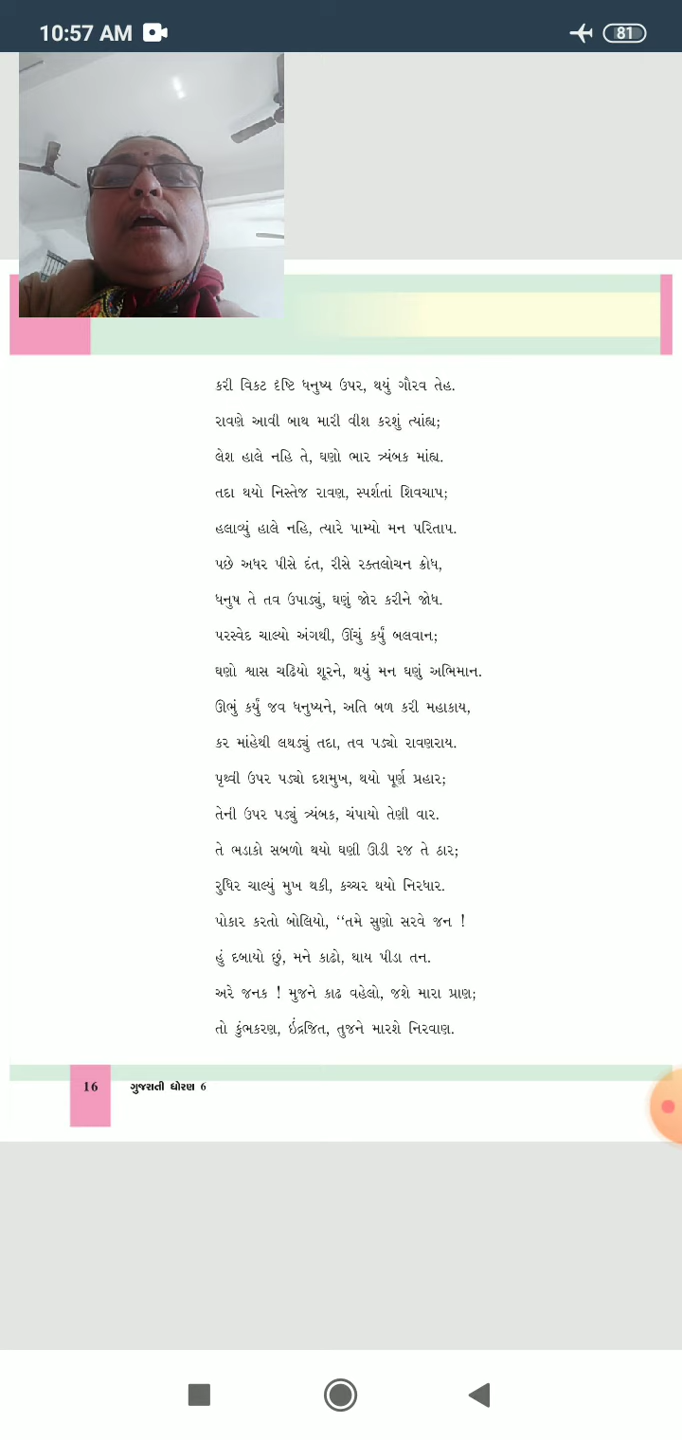 10:57 AM
81
કરી વિકટ દૃષ્ટિ ધનુષ્ય ઉપર, થયું ગૌરવ તેહ.
રાવણે આવી બાથ મારી વીશ કરશું ત્યાંહ્ય;
લેશ હાલે નહિ તે, ઘણો ભાર ત્ર્યંબક માંહ્ય.
તદા થયો નિસ્તેજ રાવણ, સ્પર્શતાં શિવચાપ;
હલાવ્યું હાલે નહિ, ત્યારે પામ્યો મન પરિતાપ.
પછે અધર પીસે દંત, રીસે રક્તલોચન ક્રોધ,
ધનુષ તે તવ ઉપાડ્યું, ઘણું જોર કરીને જોધ.
પરસ્વેદ ચાલ્યો અંગથી, ઊંચું કર્યું બલવાન;
ઘણો શ્વાસ ચઢિયો શૂરને, થયું મન ઘણું અભિમાન.
ઊભું કર્યું જવ ધનુષ્યને, અતિ બળ કરી મહાકાય,
કર માંહેથી લથડ્યું તદા, તવ પડ્યો રાવણરાય.
પૃથ્વી ઉપર પડ્યો દશમુખ, થયો પૂર્ણ પ્રહાર;
તેની ઉપર પડ્યું ત્ર્યંબક, ચંપાયો તેણી વાર.
તે ભડાકો સબળો થયો ઘણી ઊડી રજ તે ઠાર;
રુધિર ચાલ્યું મુખ થકી, કચ્ચર થયો નિરધાર.
પોકાર કરતો બોલિયો, ‘‘તમે સુણો સરવે જન !
હું દબાયો છું, મને કાઢો, થાય પીડા તન.
અરે જનક ! મુજને કાઢ વહેલો, જશે મારા પ્રાણ;
તો કુંભકરણ, ઇંદ્રજિત, તુજને મારશે નિરવાણ.
16 ગુજરાતી ધોરણ 6